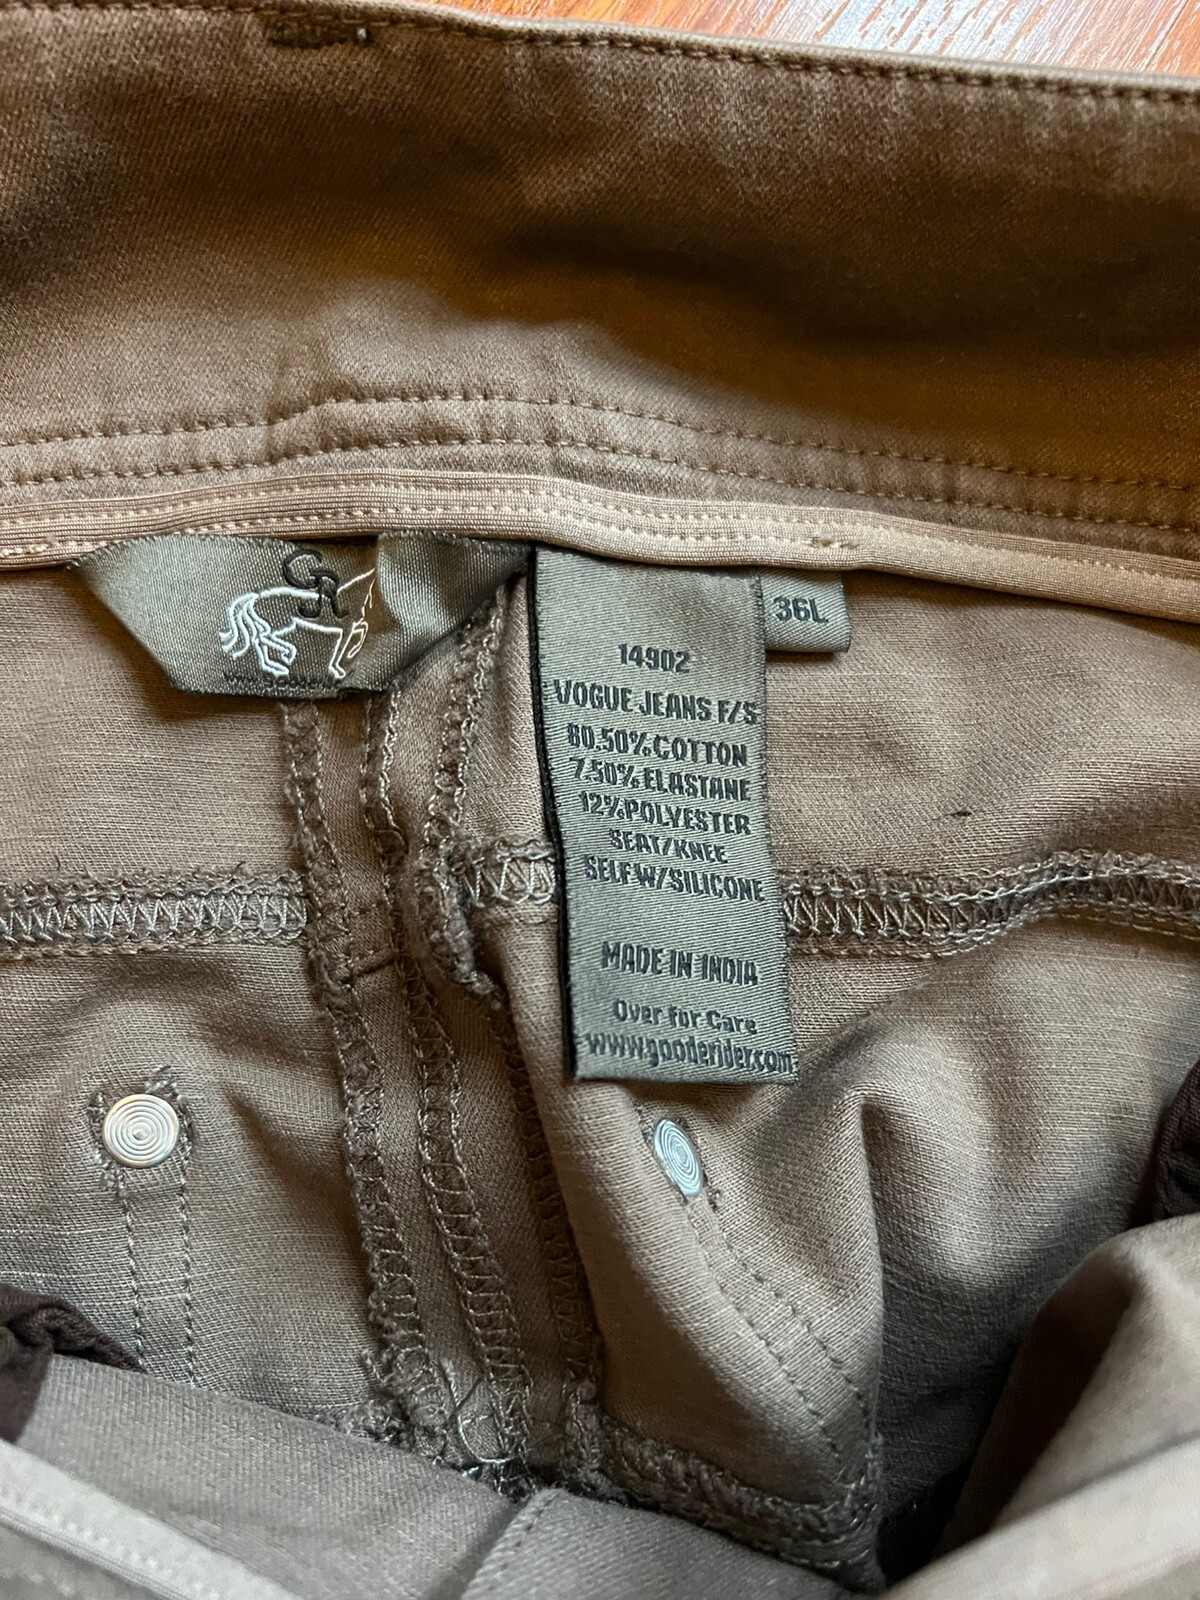 GR
36L
14902
VOGUE JEANS F/S
80.50% COTTON
7.50% ELASTANE
12% POLYESTER
SEAT/KNEE
SELF W/SILICONE
MADE IN INDIA
Over for Care
www.gooderider.com